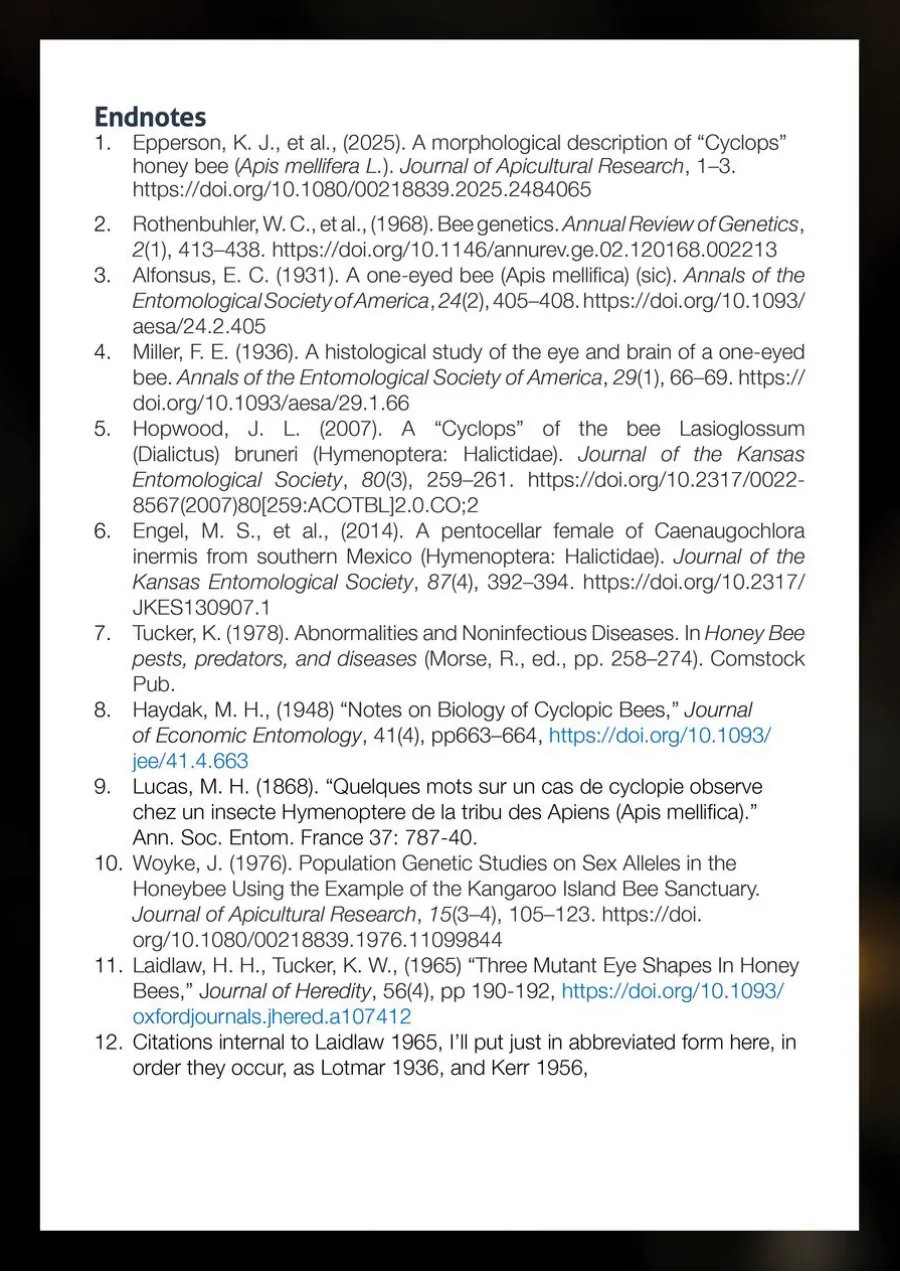 Endnotes
1. Epperson, K. J., et al., (2025). A morphological description of “Cyclops”
honey bee (Apis mellifera L.). Journal of Apicultural Research, 1–3.
https://doi.org/10.1080/00218839.2025.2484065
2. Rothenbuhler, W. C., et al., (1968). Bee genetics. Annual Review of Genetics,
2(1), 413–438. https://doi.org/10.1146/annurev.ge.02.120168.002213
3. Alfonsus, E. C. (1931). A one-eyed bee (Apis mellifica) (sic). Annals of the
Entomological Society of America, 24(2), 405–408. https://doi.org/10.1093/
aesa/24.2.405
4. Miller, F. E. (1936). A histological study of the eye and brain of a one-eyed
bee. Annals of the Entomological Society of America, 29(1), 66–69. https://
doi.org/10.1093/aesa/29.1.66
5. Hopwood, J. L. (2007). A “Cyclops” of the bee Lasioglossum
(Dialictus) bruneri (Hymenoptera: Halictidae). Journal of the Kansas
Entomological Society, 80(3), 259–261. https://doi.org/10.2317/0022-
8567(2007)80[259:ACOTBL]2.0.CO;2
6. Engel, M. S., et al., (2014). A pentocellar female of Caenaugochlora
inermis from southern Mexico (Hymenoptera: Halictidae). Journal of the
Kansas Entomological Society, 87(4), 392–394. https://doi.org/10.2317/
JKES130907.1
7. Tucker, K. (1978). Abnormalities and Noninfectious Diseases. In Honey Bee
pests, predators, and diseases (Morse, R., ed., pp. 258–274). Comstock
Pub.
8. Haydak, M. H., (1948) “Notes on Biology of Cyclopic Bees,” Journal
of Economic Entomology, 41(4), pp663–664, https://doi.org/10.1093/
jee/41.4.663
9. Lucas, M. H. (1868). “Quelques mots sur un cas de cyclopie observe
chez un insecte Hymenoptere de la tribu des Apiens (Apis mellifica).”
Ann. Soc. Entom. France 37: 787-40.
10. Woyke, J. (1976). Population Genetic Studies on Sex Alleles in the
Honeybee Using the Example of the Kangaroo Island Bee Sanctuary.
Journal of Apicultural Research, 15(3–4), 105–123. https://doi.
org/10.1080/00218839.1976.11099844
11. Laidlaw, H. H., Tucker, K. W., (1965) “Three Mutant Eye Shapes In Honey
Bees,” Journal of Heredity, 56(4), pp 190-192, https://doi.org/10.1093/
oxfordjournals.jhered.a107412
12. Citations internal to Laidlaw 1965, I’ll put just in abbreviated form here, in
order they occur, as Lotmar 1936, and Kerr 1956,